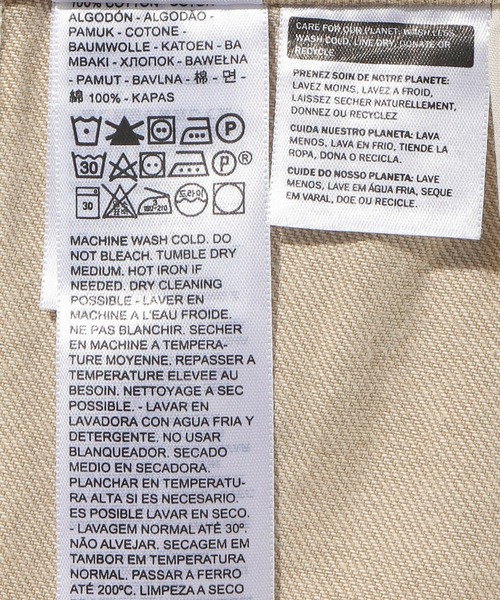 100% COTON
ALGODÓN - ALGODÃO -
PAMUK - COTONE -
BAUMWOLLE - KATOEN - BA
MBAKI - ХЛОПОК - BAWEŁNA
- PAMUT - BAVLNA - 棉 - 면 -
綿 100% - KAPAS
P
30 P ®
30 180-210 드라이
MACHINE WASH COLD. DO
NOT BLEACH. TUMBLE DRY
MEDIUM. HOT IRON IF
NEEDED. DRY CLEANING
POSSIBLE - LAVER EN
MACHINE A L'EAU FROIDE.
NE PAS BLANCHIR. SECHER
EN MACHINE A TEMPERA-
TURE MOYENNE. REPASSER A
TEMPERATURE ELEVEE AU
BESOIN. NETTOYAGE A SEC
POSSIBLE. - LAVAR EN
LAVADORA CON AGUA FRIA Y
DETERGENTE. NO USAR
BLANQUEADOR. SECADO
MEDIO EN SECADORA.
PLANCHAR EN TEMPERATU-
RA ALTA SI ES NECESARIO.
ES POSIBLE LAVAR EN SECO.
- LAVAGEM NORMAL ATÉ 30º.
NÃO ALVEJAR. SECAGEM EM
TAMBOR EM TEMPERATURA
NORMAL. PASSAR A FERRO
ATÉ 200ºC. LIMPEZA A SECO
CARE FOR OUR PLANET: WASH LESS,
WASH COLD, LINE DRY, DONATE OR
RECYCLE.
PRENEZ SOIN DE NOTRE PLANETE:
LAVEZ MOINS, LAVEZ A FROID,
LAISSEZ SECHER NATURELLEMENT,
DONNEZ OU RECYCLEZ
CUIDA NUESTRO PLANETA: LAVA
MENOS, LAVA EN FRIO, TIENDE LA
ROPA, DONA O RECICLA.
CUIDE DO NOSSO PLANETA: LAVE
MENOS, LAVE EM ÁGUA FRIA, SEQUE
EM VARAL, DOE OU RECICLE.